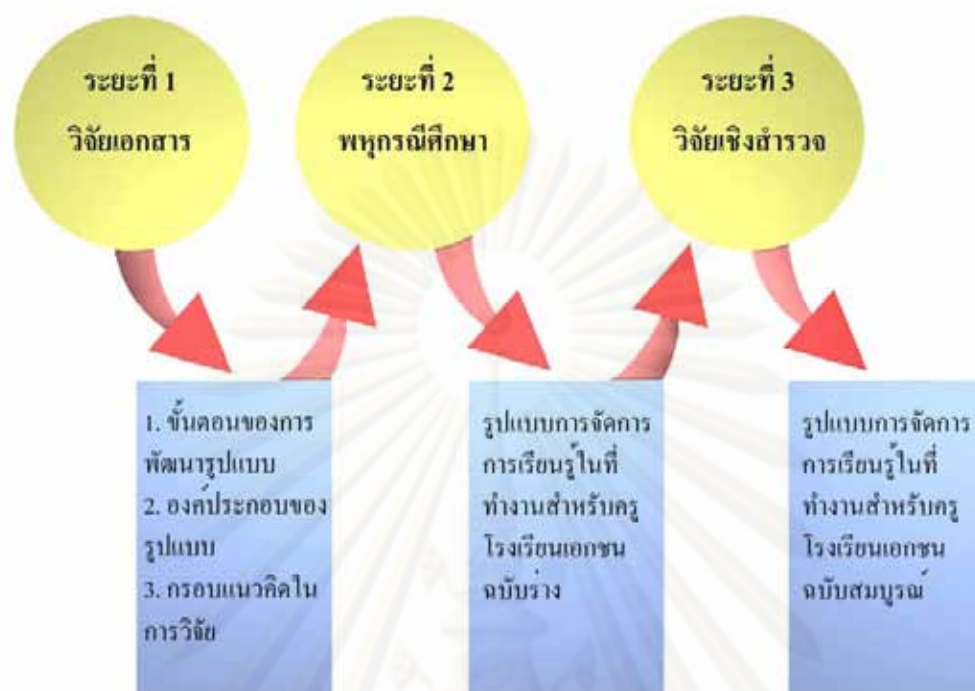 ระยะที่ 1
วิจัยเอกสาร
ระยะที่ 2
พหุกรณีศึกษา
ระยะที่ 3
วิจัยเชิงสำรวจ
1. ขั้นตอนของการ
พัฒนารูปแบบ
2. องค์ประกอบของ
รูปแบบ
3. กรอบแนวคิดใน
การวิจัย
รูปแบบการจัดการ
การเรียนรู้ในที่
ทำงานสำหรับครู
โรงเรียนเอกชน
ฉบับร่าง
รูปแบบการจัดการ
การเรียนรู้ในที่
ทำงานสำหรับครู
โรงเรียนเอกชน
ฉบับสมบูรณ์